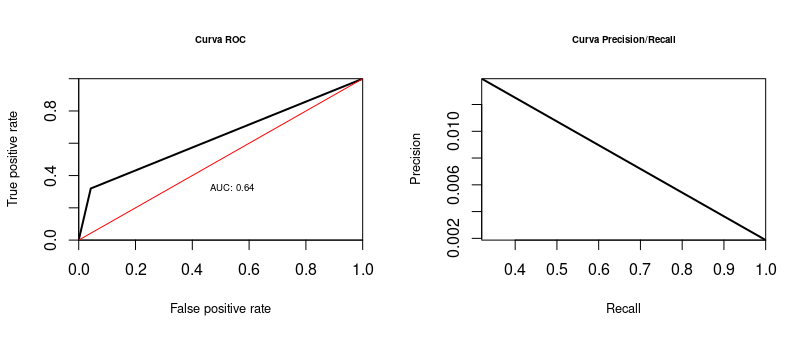 Curva ROC
True positive rate
0.8
0.4
0.0
AUC: 0.64
0.0 0.2 0.4 0.6 0.8 1.0
False positive rate
Curva Precision/Recall
Precision
0.010
0.006
0.002
0.4 0.5 0.6 0.7 0.8 0.9 1.0
Recall